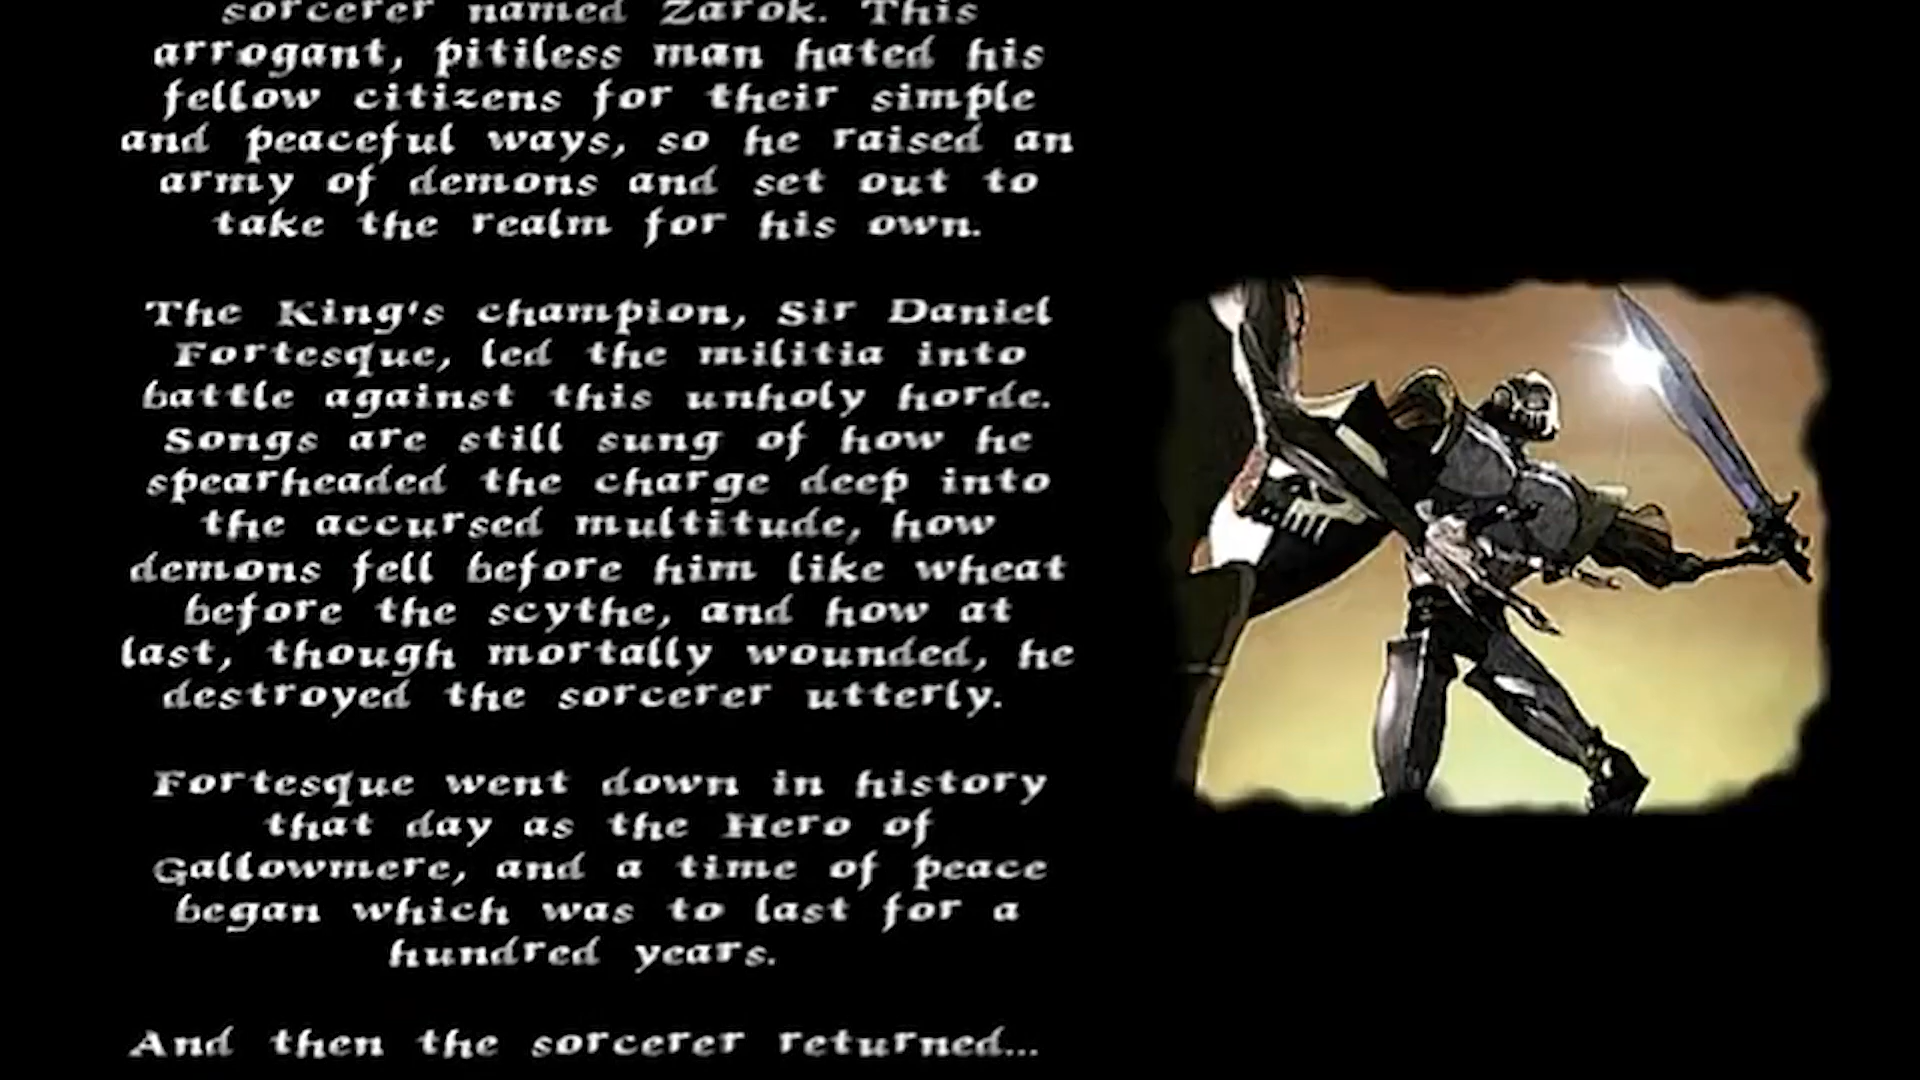 sorcerer named Zarok. This
arrogant, pitiless man hated his
fellow citizens for their simple
and peaceful ways, so he raised an
army of demons and set out to
take the realm for his own.
The King's champion, Sir Daniel
Fortesque, led the militia into
battle against this unholy horde.
Songs are still sung of how he
spearheaded the charge deep into
the accursed multitude, how
demons fell before him like wheat
before the scythe, and how at
last, though mortally wounded, he
destroyed the sorcerer utterly.
Fortesque went down in history
that day as the Hero of
Gallowmere, and a time of peace
began which was to last for a
hundred years.
And then the sorcerer returned...